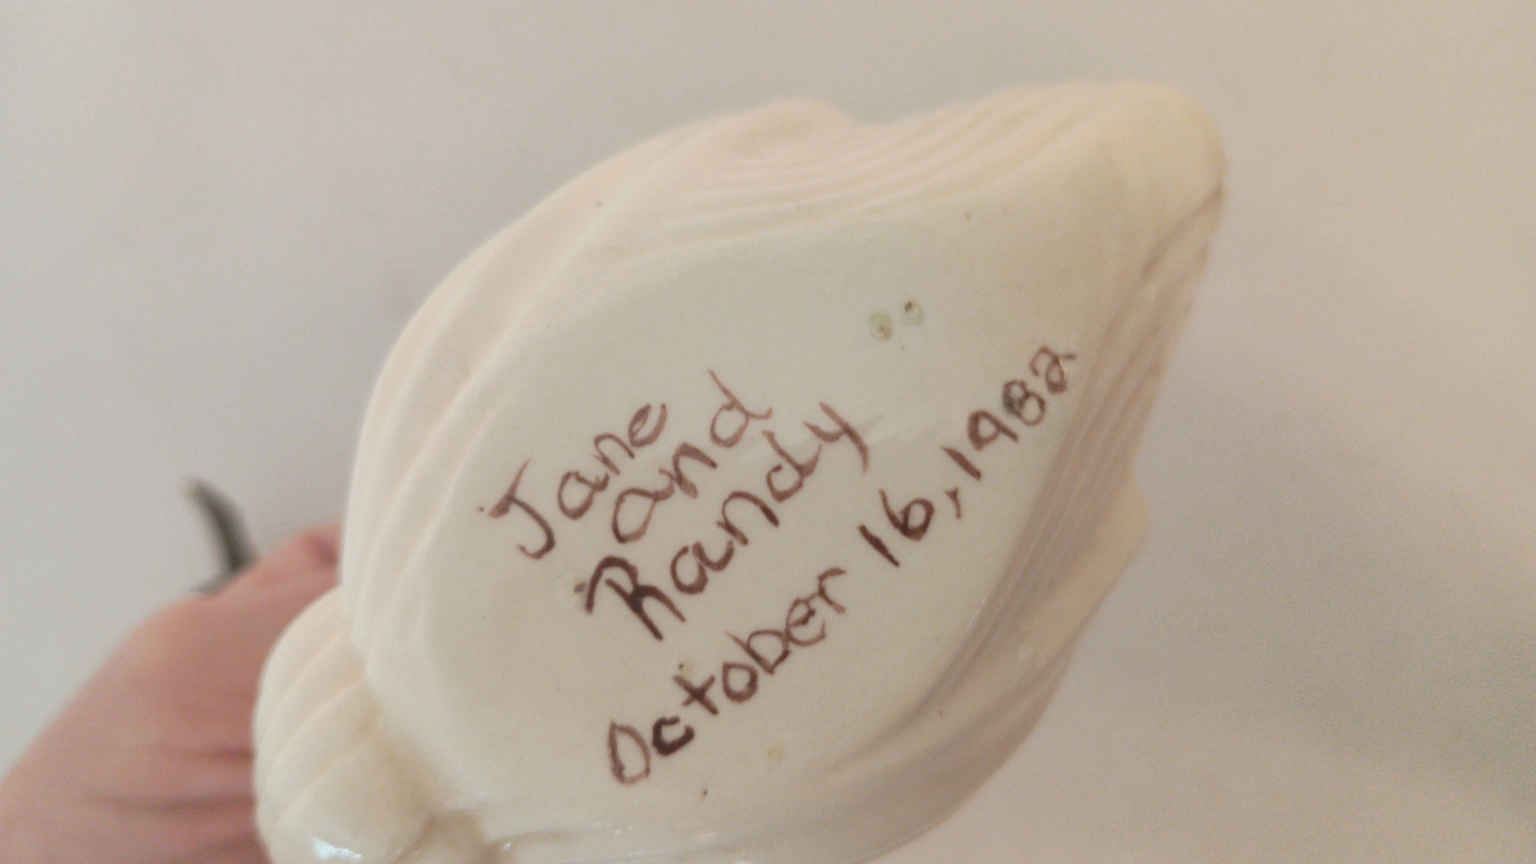 Jane
and
Randy
October 16, 1982